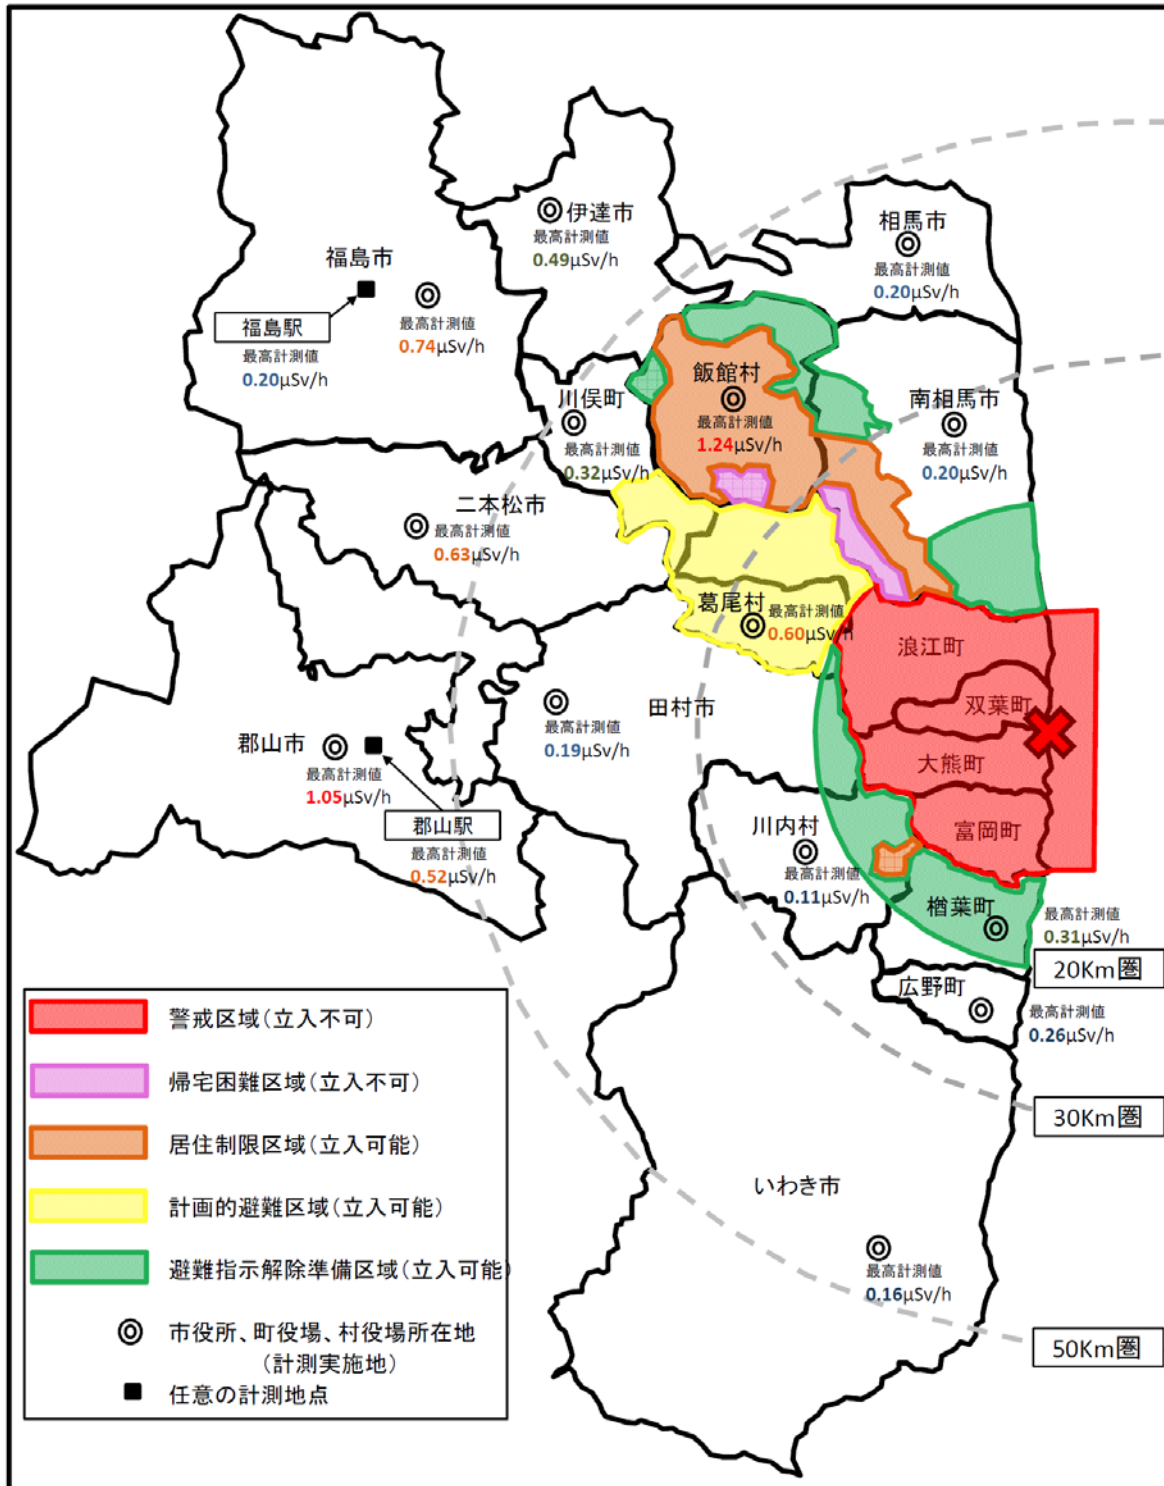 伊達市
最高計測値
0.49μSv/h
相馬市
最高計測値
0.20μSv/h
福島市
福島駅
最高計測値
0.20μSv/h
最高計測値
0.74μSv/h
川俣町
最高計測値
0.32μSv/h
飯館村
最高計測値
1.24μSv/h
南相馬市
最高計測値
0.20μSv/h
二本松市
最高計測値
0.63μSv/h
葛尾村
最高計測値
0.60μSv/h
浪江町
双葉町
大熊町
富岡町
田村市
最高計測値
0.19μSv/h
郡山市
最高計測値
1.05μSv/h
郡山駅
最高計測値
0.52μSv/h
川内村
最高計測値
0.11μSv/h
楢葉町
最高計測値
0.31μSv/h
20Km圏
広野町
最高計測値
0.26μSv/h
30Km圏
いわき市
最高計測値
0.16μSv/h
50Km圏
警戒区域(立入不可)
帰宅困難区域(立入不可)
居住制限区域(立入可能)
計画的避難区域(立入可能)
避難指示解除準備区域(立入可能)
市役所、町役場、村役場所在地
(計測実施地)
任意の計測地点